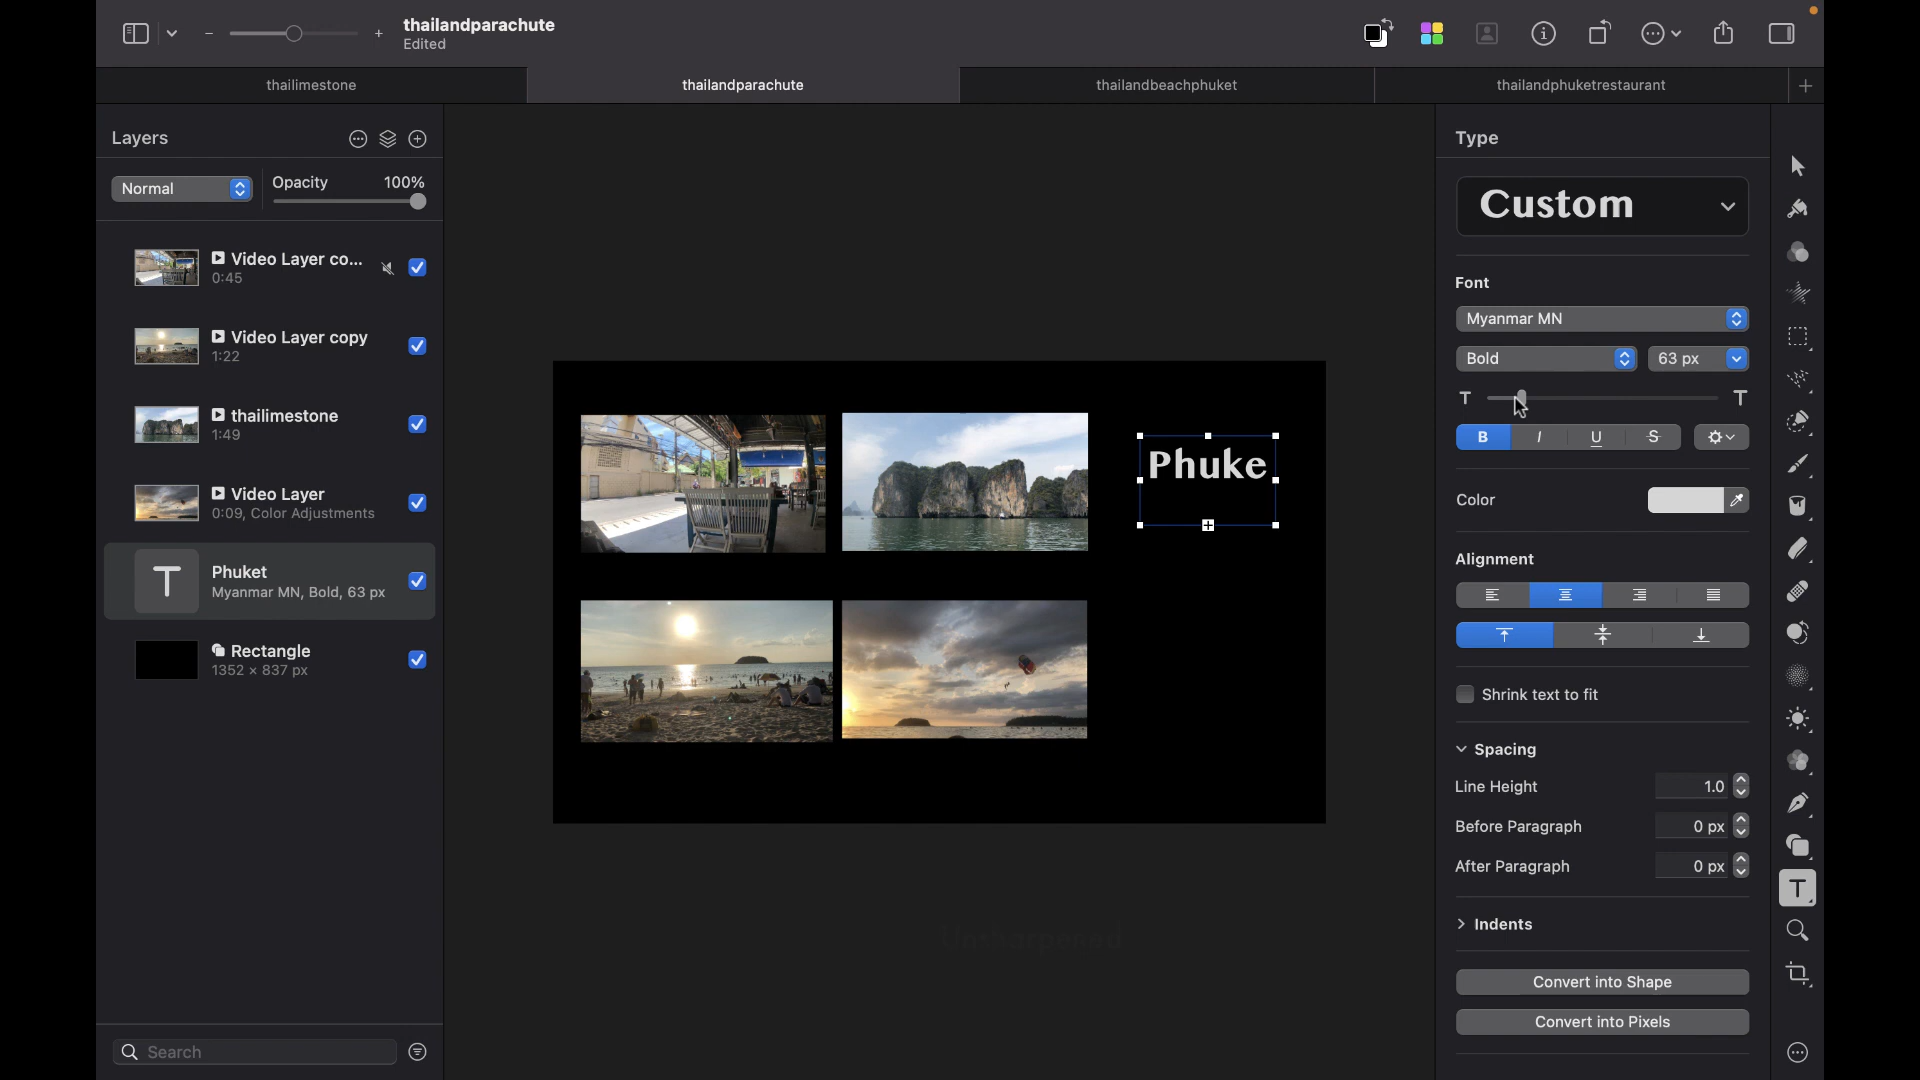 thailandparachute
Edited
thailimestone
thailandparachute
thailandbeachphuket
thailandphuketrestaurant
Layers
Normal
Opacity
100%
Video Layer co...
0:45
Video Layer copy
1:22
thailimestone
1:49
Video Layer
0:09, Color Adjustments
T
Phuket
Myanmar MN, Bold, 63 px
Rectangle
1352 × 837 px
Search
Phuke
Type
Custom
Font
Myanmar MN
Bold
63 px
T
T
B
I
U
S
Color
Alignment
Shrink text to fit
Spacing
Line Height
1.0
Before Paragraph
0 px
After Paragraph
0 px
Indents
Convert into Shape
Convert into Pixels
T